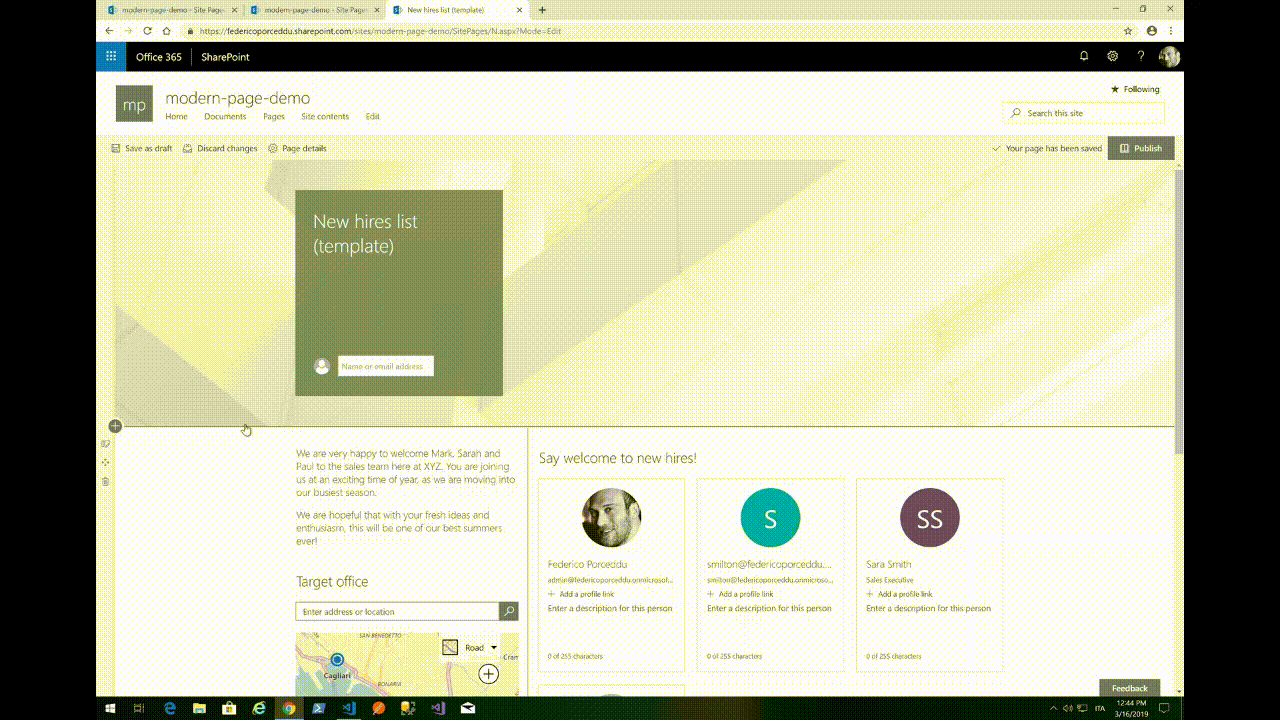 modern-page-demo - Site Page
modern-page-demo - Site Page
New hires list (template)
https://federicoporceddu.sharepoint.com/sites/modern-page-demo/SitePages/N.aspx?Mode=Edit
Office 365
SharePoint
mp
modern-page-demo
Following
Home
Documents
Pages
Site contents
Edit
Search this site
Save as draft
Discard changes
Page details
Your page has been saved
Publish
New hires list
(template)
Name or email address
We are very happy to welcome Mark, Sarah and
Paul to the sales team here at XYZ. You are joining
us at an exciting time of year, as we are moving into
our busiest season.
We are hopeful that with your fresh ideas and
enthusiasm, this will be one of our best summers
ever!
Target office
Enter address or location
SAN BENEDETTO
Road
Cagliari
BONARIA
Say welcome to new hires!
Federico Porceddu
admin@federicoporceddu.onmicrosof...
Add a profile link
Enter a description for this person
0 of 255 characters
S
smilton@federicoporceddu....
smilton@federicoporceddu.onmicroso...
Add a profile link
Enter a description for this person
0 of 255 characters
SS
Sara Smith
Sales Executive
Add a profile link
Enter a description for this person
0 of 255 characters
Feedback
ITA
12:44 PM
3/16/2019